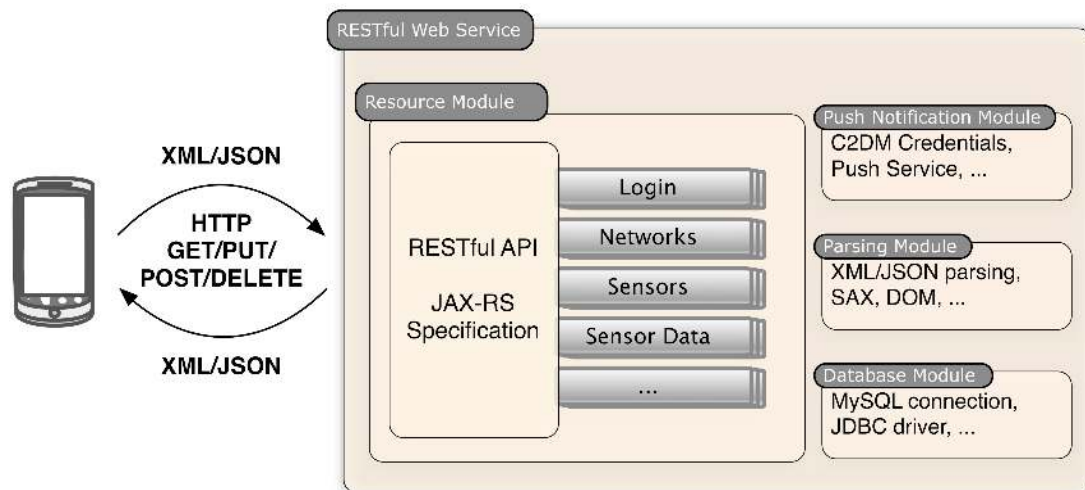 RESTful Web Service
Resource Module
XML/JSON
HTTP
GET/PUT/
POST/DELETE
XML/JSON
RESTful API
JAX-RS
Specification
Login
Networks
Sensors
Sensor Data
...
Push Notification Module
C2DM Credentials,
Push Service, ...
Parsing Module
XML/JSON parsing,
SAX, DOM, ...
Database Module
MySQL connection,
JDBC driver, ...